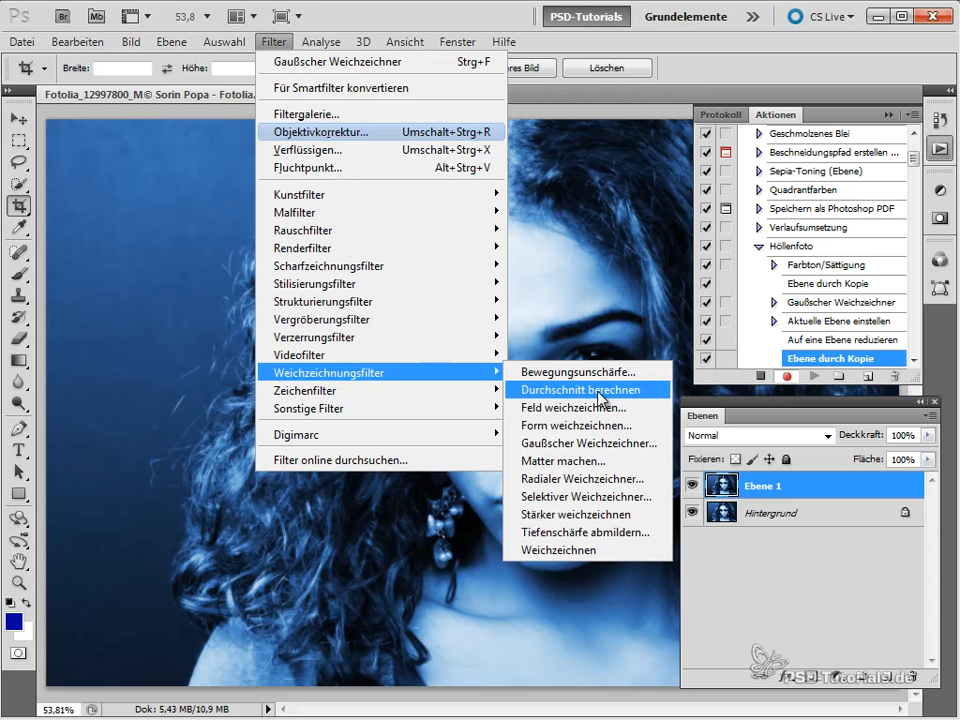 Ps Br Mb 53,8 PSD-Tutorials Grundelemente CS Live
Datei Bearbeiten Bild Ebene Auswahl Filter Analyse 3D Ansicht Fenster Hilfe
Breite: Höhe: eres Bild Löschen
Fotolia_12997800_M© Sorin Popa - Fotolia.
Gaußscher Weichzeichner Strg+F
Für Smartfilter konvertieren
Filtergalerie...
Objektivkorrektur... Umschalt+Strg+R
Verflüssigen... Umschalt+Strg+X
Fluchtpunkt... Alt+Strg+V
Kunstfilter
Malfilter
Rauschfilter
Renderfilter
Scharfzeichnungsfilter
Stilisierungsfilter
Strukturierungsfilter
Vergröberungsfilter
Verzerrungsfilter
Videofilter
Weichzeichnungsfilter
Zeichenfilter
Sonstige Filter
Digimarc
Filter online durchsuchen...
Bewegungsunschärfe...
Durchschnitt berechnen
Feld weichzeichnen...
Form weichzeichnen...
Gaußscher Weichzeichner...
Matter machen...
Radialer Weichzeichner...
Selektiver Weichzeichner...
Stärker weichzeichnen
Tiefenschärfe abmildern...
Weichzeichnen
Protokoll Aktionen
Geschmolzenes Blei
Beschneidungspfad erstellen ...
Sepia-Toning (Ebene)
Quadrantfarben
Speichern als Photoshop PDF
Verlaufsumsetzung
Höllenfoto
Farbton/Sättigung
Ebene durch Kopie
Gaußscher Weichzeichner
Aktuelle Ebene einstellen
Auf eine Ebene reduzieren
Ebene durch Kopie
Ebenen
Normal Deckkraft: 100%
Fixieren: Fläche: 100%
Ebene 1
Hintergrund
PSD-Tutorials.de
53,81% Dok: 5,43 MB/10,9 MB